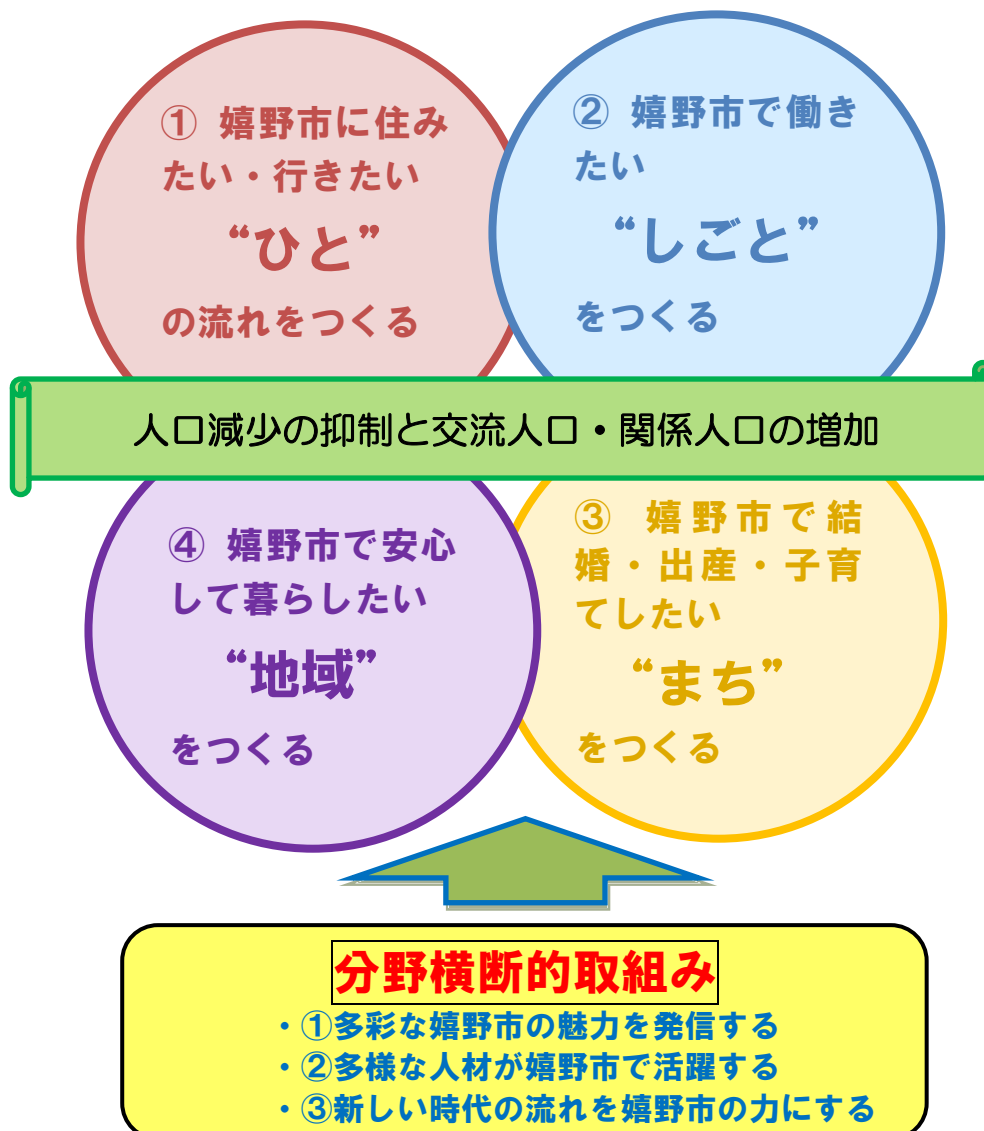 ① 嬉野市に住み
たい・行きたい
“ひと”
の流れをつくる
② 嬉野市で働き
たい
“しごと”
をつくる
人口減少の抑制と交流人口・関係人口の増加
④ 嬉野市で安心
して暮らしたい
“地域”
をつくる
③ 嬉野市で結
婚・出産・子育
てしたい
“まち”
をつくる
分野横断的取組み
・①多彩な嬉野市の魅力を発信する
・②多様な人材が嬉野市で活躍する
・③新しい時代の流れを嬉野市の力にする